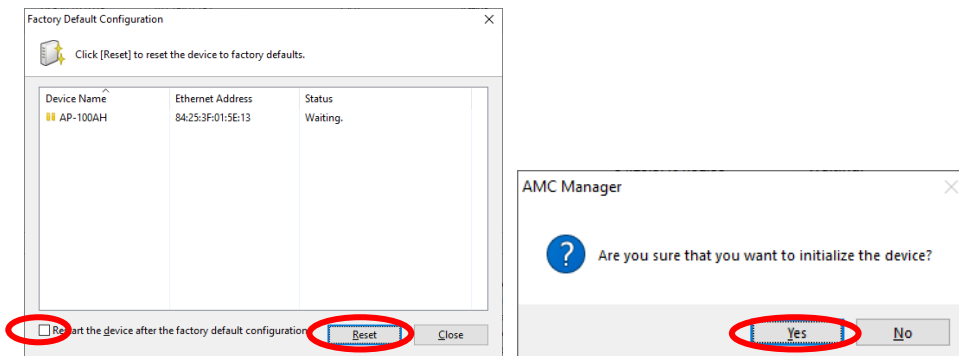 Factory Default Configuration
Click [Reset] to reset the device to factory defaults.
Device Name Ethernet Address Status
AP-100AH 84:25:3F:01:5E:13 Waiting.
Restart the device after the factory default configuration
Reset Close
AMC Manager
Are you sure that you want to initialize the device?
Yes No